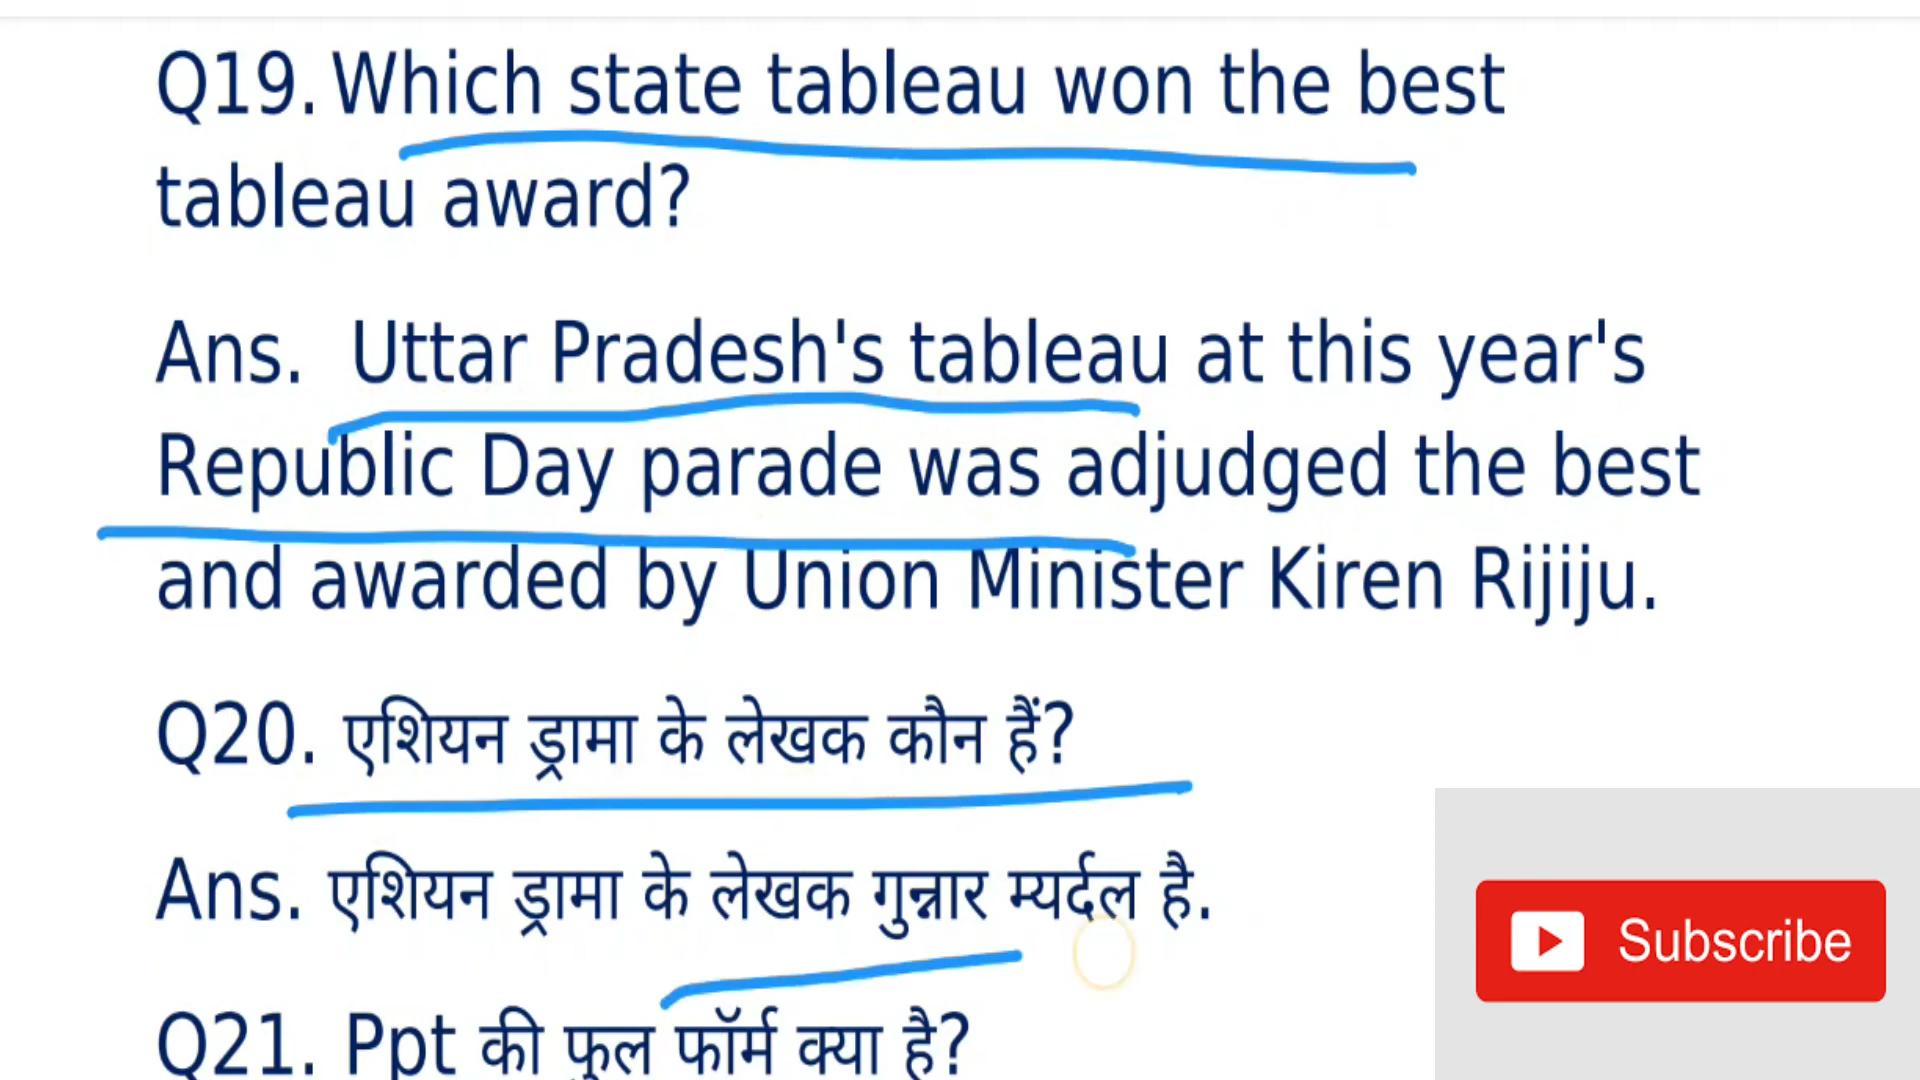 Q19. Which state tableau won the best
tableau award?
Ans. Uttar Pradesh's tableau at this year's
Republic Day parade was adjudged the best
and awarded by Union Minister Kiren Rijiju.
Q20. एशियन ड्रामा के लेखक कौन हैं?
Ans. एशियन ड्रामा के लेखक गुन्नार म्यर्दल है.
Subscribe
Q21. Ppt की फुल फॉर्म क्या है?